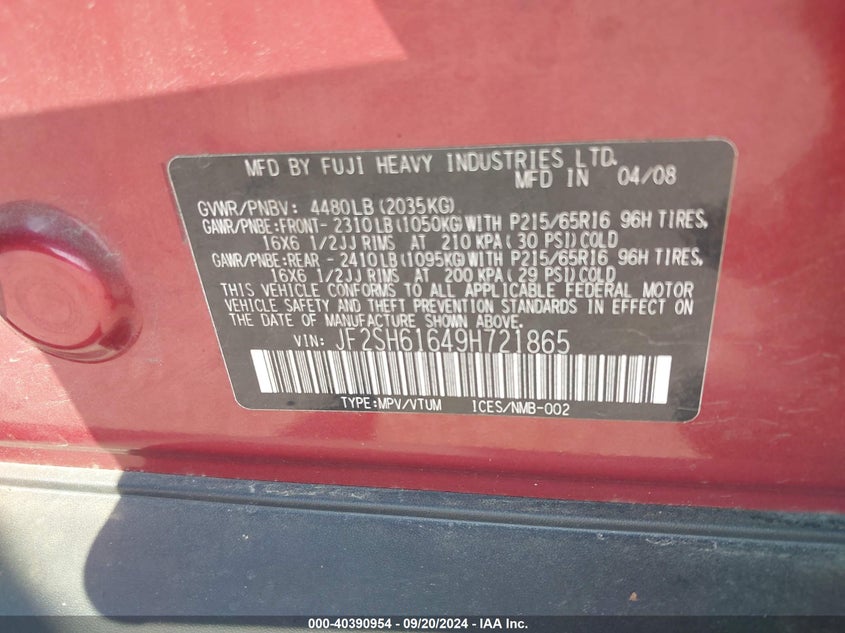 MFD BY FUJI HEAVY INDUSTRIES LTD.
MFD IN 04/08
GVWR/PNBV: 4480LB(2035KG)
GAWR/PNBE:FRONT- 2310LB(1050KG)WITH P215/65R16 96H TIRES,
16X6 1/2JJ RIMS AT 210 KPA( 30 PSI)COLD
GAWR/PNBE:REAR - 2410LB(1095KG)WITH P215/65R16 96H TIRES,
16X6 1/2JJ RIMS AT 200 KPA( 29 PSI)COLD
THIS VEHICLE CONFORMS TO ALL APPLICABLE FEDERAL MOTOR
VEHICLE SAFETY AND THEFT PREVENTION STANDARDS IN EFFECT ON
THE DATE OF MANUFACTURE SHOWN ABOVE.
VIN: JF2SH61649H721865
TYPE:MPV/VTUM ICES/NMB-002
000-40390954 - 09/20/2024 - IAA Inc.